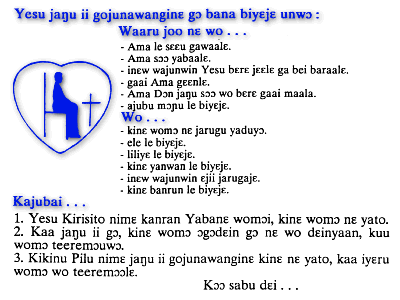 Yesu jaŋu ii gojunawanginɛ gɔ bana biyɛjɛ unwɔ :
Waaru joo nɛ wo . . .
- Ama le sɛɛu gawaalɛ.
- Ama sɔɔ yabaalɛ.
- inɛw wajunwin Yesu bɛrɛ jɛɛlɛ ga bei baraalɛ.
- gaai Ama gɛɛnlɛ.
- Ama Dɔn jaŋu sɔɔ wo bɛrɛ gaai maala.
- ajubu mɔŋu le biyɛjɛ.
Wo . . .
- kinɛ womɔ nɛ jarugu yaduyɔ.
- ele le biyɛjɛ.
- liliyɛ le biyɛjɛ.
- kinɛ yanwan le biyɛjɛ.
- inɛw wajunwin ɛjii jarugajɛ.
- kinɛ banrun le biyɛjɛ.
Kajubai . . .
1. Yesu Kirisito nimɛ kanran Yabanɛ womɔi, kinɛ womɔ nɛ yato.
2. Kaa jaŋu ii gɔ, kinɛ womɔ ɔgɔdɛin gɔ nɛ wo dɛinyaan, kuu womɔ teeremɔuwɔ.
3. Kikinu Pilu nimɛ jaŋu ii gojunawanginɛ kinɛ nɛ yato, kaa iyɛru womɔ wo teeremɔɔlɛ.
Kɔɔ sabu dɛi . . .